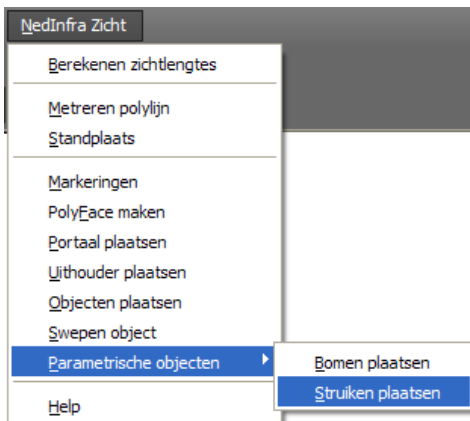 NedInfra Zicht
Berekenen zichtlengtes
Metreren polylijn
Standplaats
Markeringen
PolyFace maken
Portaal plaatsen
Uithouder plaatsen
Objecten plaatsen
Swepen object
Parametrische objecten
Bomen plaatsen
Struiken plaatsen
Help